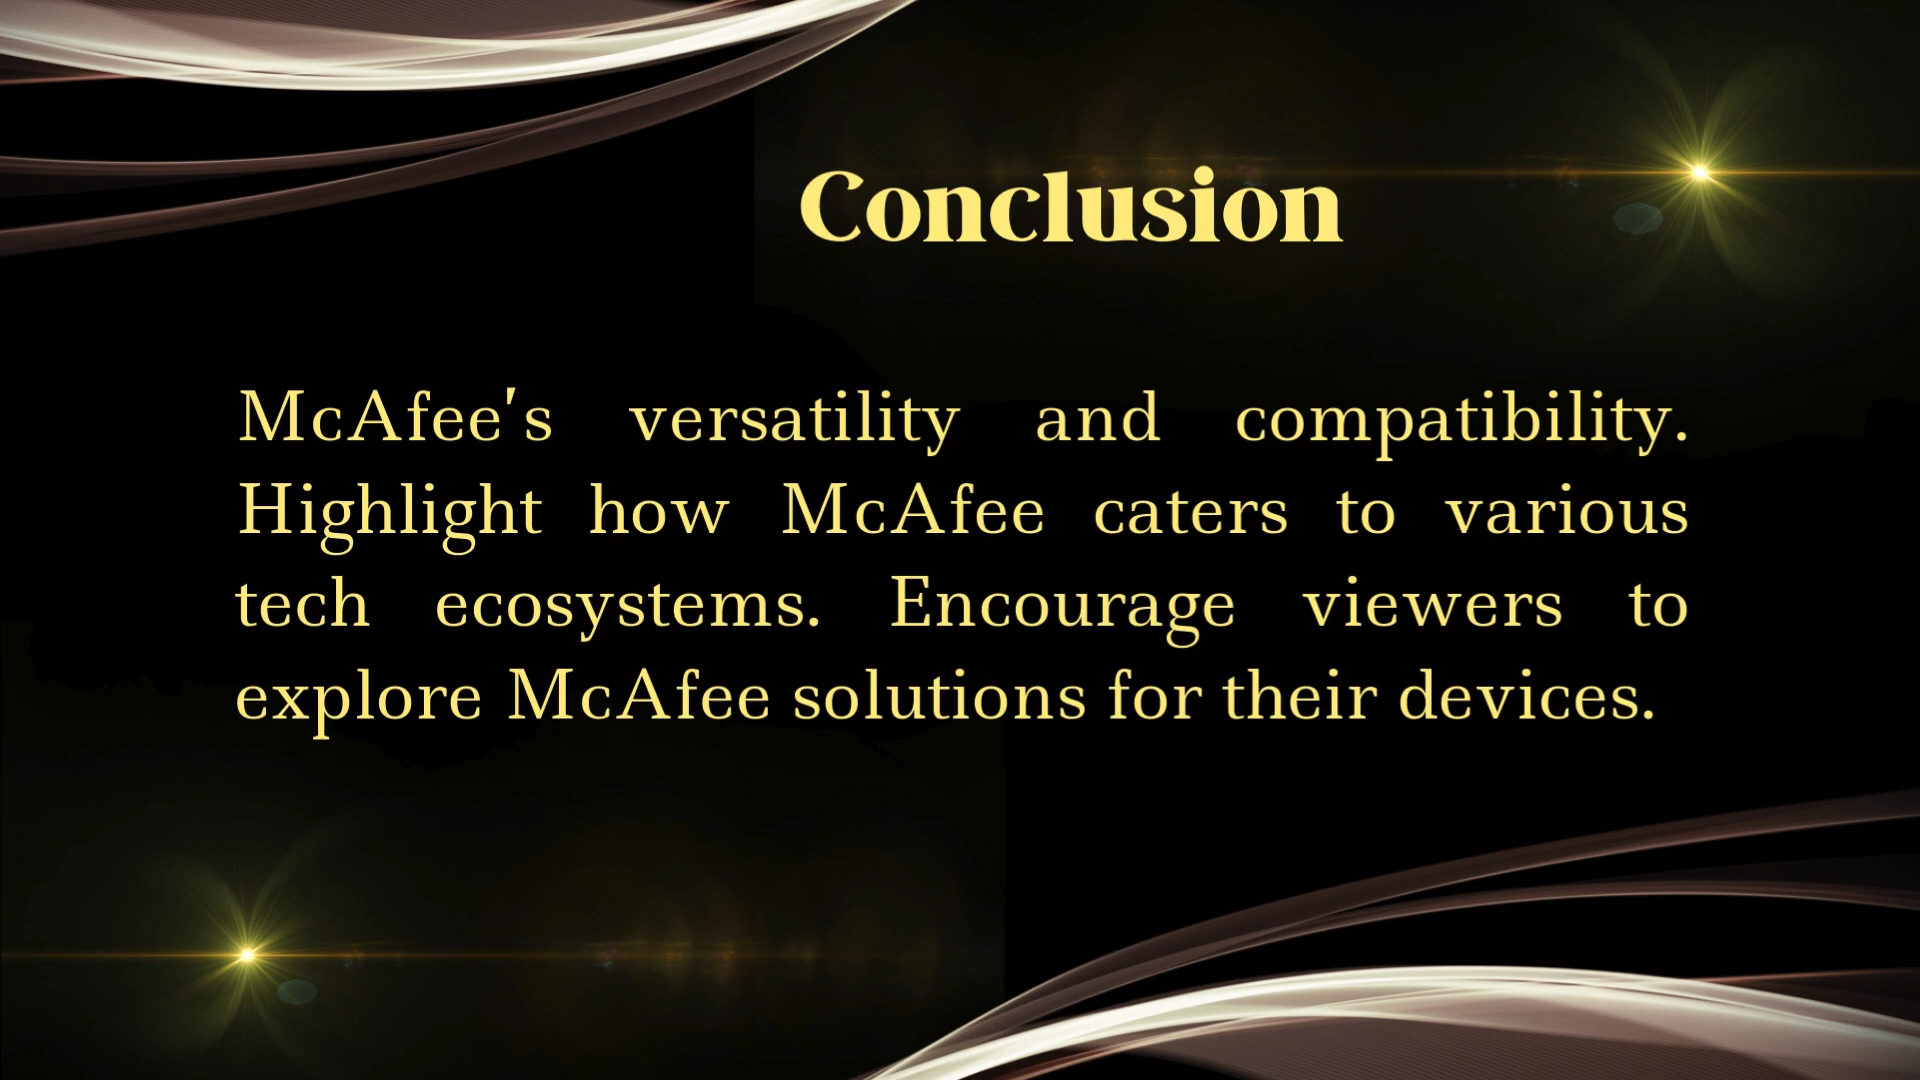 Conclusion
McAfee's versatility and compatibility.
Highlight how McAfee caters to various
tech ecosystems. Encourage viewers to
explore McAfee solutions for their devices.